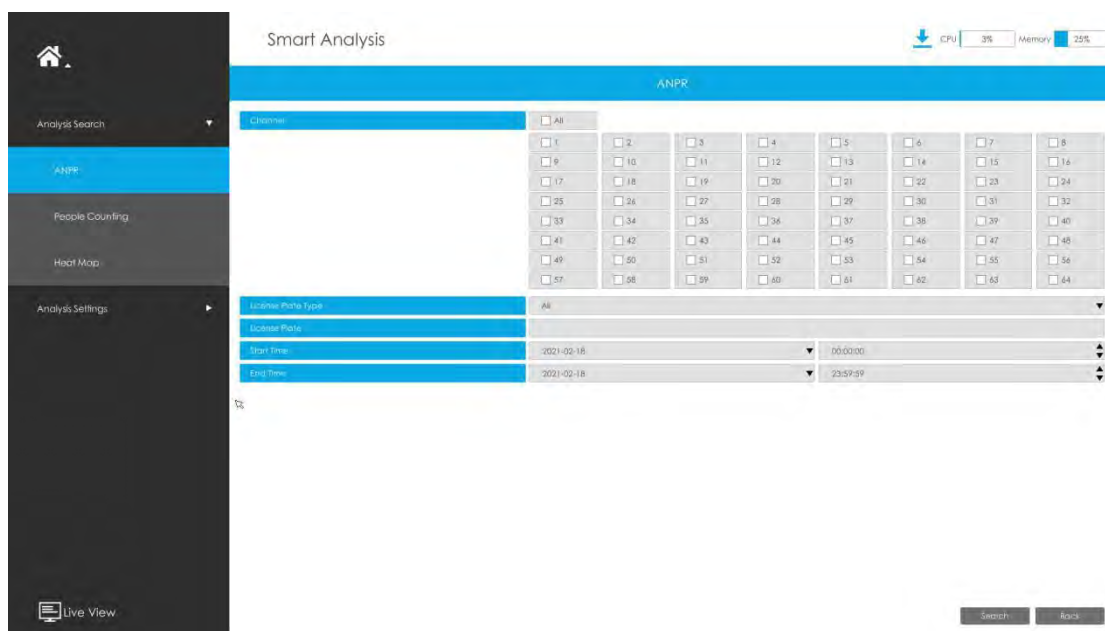 Smart Analysis
CPU 3% Memory 25%
ANPR
Analysis Search
ANPR
People Counting
Heat Map
Analysis Settings
Live View
Channel
All
1 2 3 4 5 6 7 8
9 10 11 12 13 14 15 16
17 18 19 20 21 22 23 24
25 26 27 28 29 30 31 32
33 34 35 36 37 38 39 40
41 42 43 44 45 46 47 48
49 50 51 52 53 54 55 56
57 58 59 60 61 62 63 64
License Plate Type All
License Plate
Start Time 2021-02-18 00:00:00
End Time 2021-02-18 23:59:59
Search Back